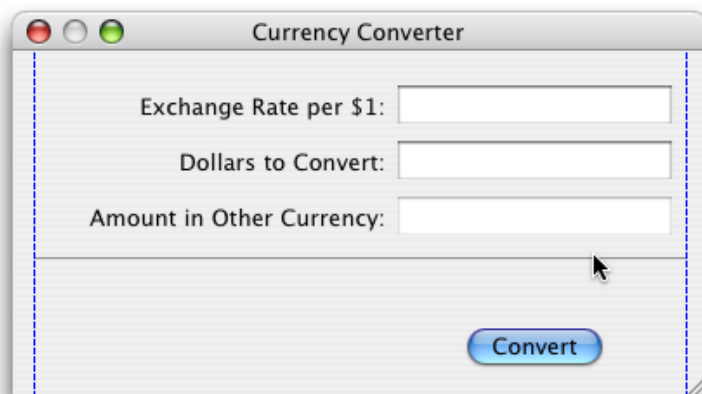 Currency Converter
Exchange Rate per $1:
Dollars to Convert:
Amount in Other Currency:
Convert